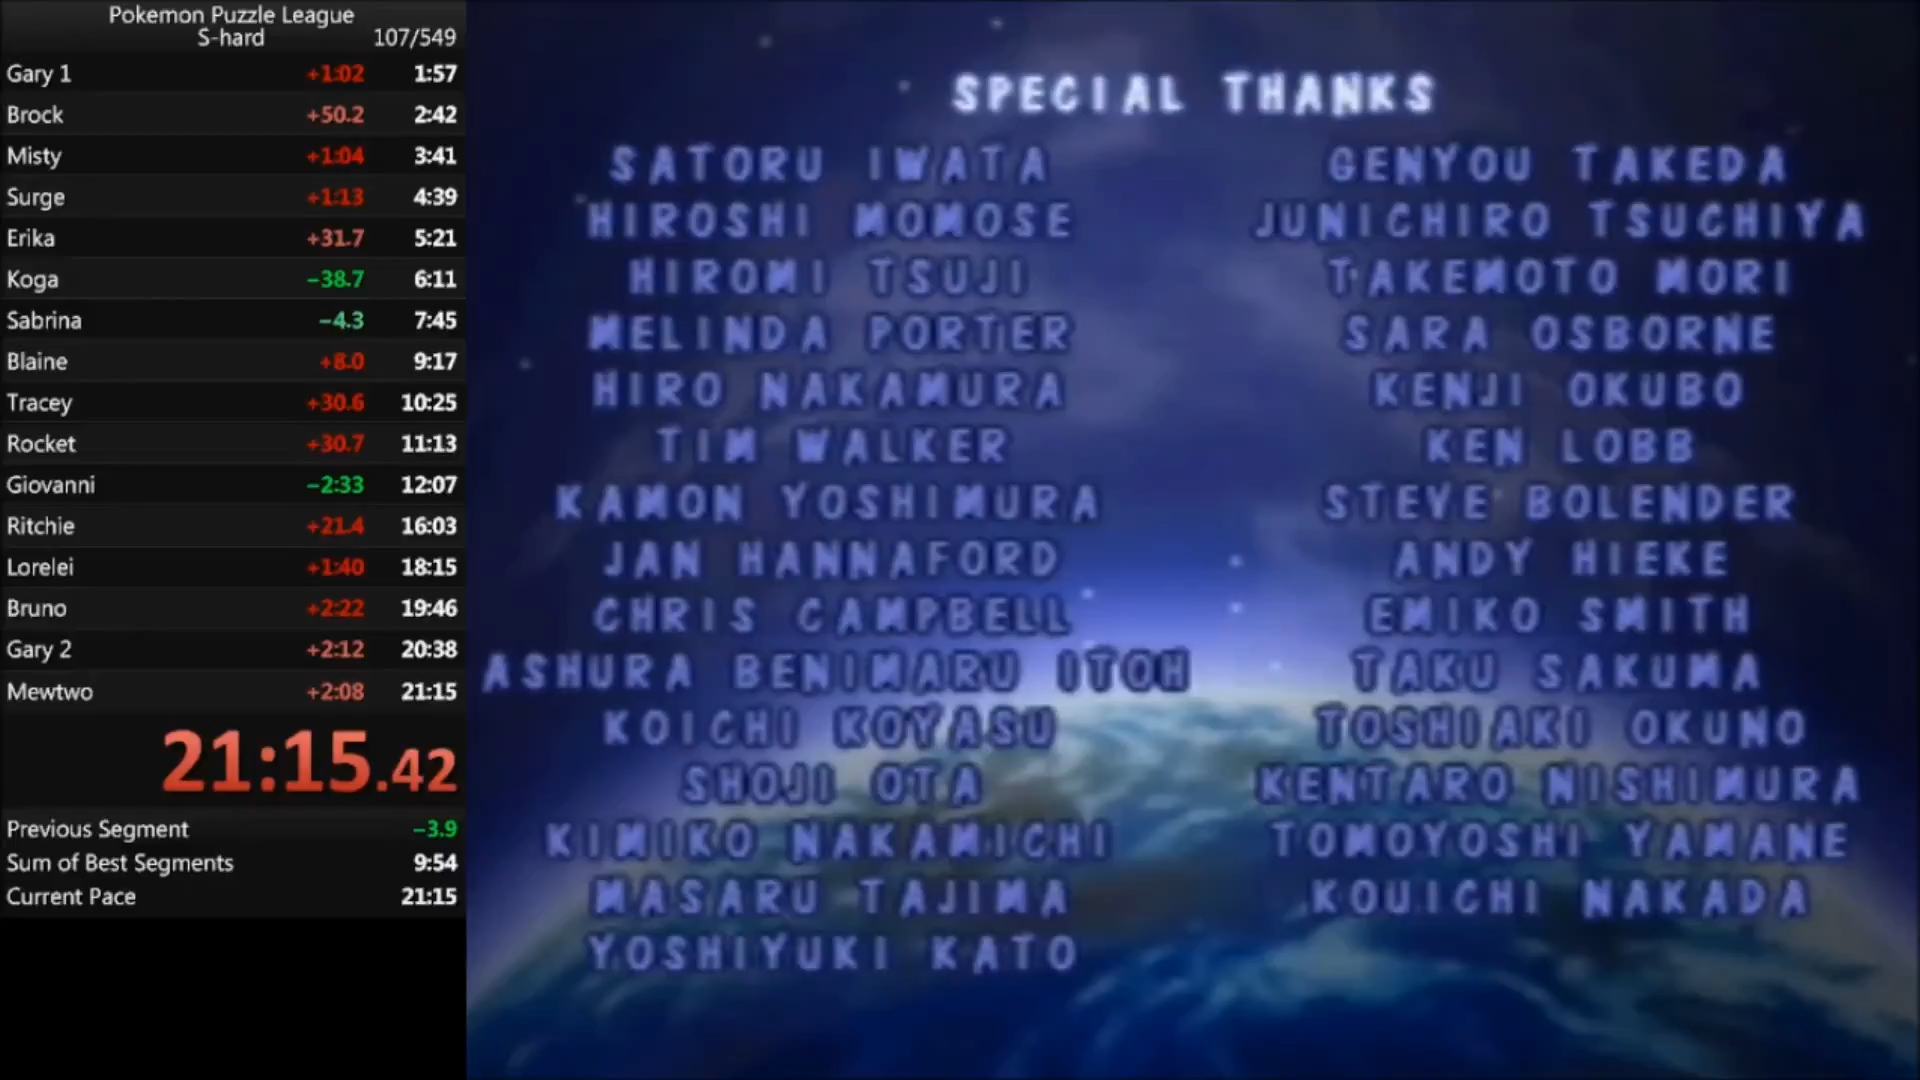 Pokemon Puzzle League
S-hard 107/549
Gary 1 +1:02 1:57
Brock +50.2 2:42
Misty +1:04 3:41
Surge +1:13 4:39
Erika +31.7 5:21
Koga −38.7 6:11
Sabrina −4.3 7:45
Blaine +8.0 9:17
Tracey +30.6 10:25
Rocket +30.7 11:13
Giovanni −2:33 12:07
Ritchie +21.4 16:03
Lorelei +1:40 18:15
Bruno +2:22 19:46
Gary 2 +2:12 20:38
Mewtwo +2:08 21:15
21:15.42
Previous Segment −3.9
Sum of Best Segments 9:54
Current Pace 21:15
SPECIAL THANKS
SATORU IWATA GENYOU TAKEDA
HIROSHI MOMOSE JUNICHIRO TSUCHIYA
HIROMI TSUJI TAKEMOTO MORI
MELINDA PORTER SARA OSBORNE
HIRO NAKAMURA KENJI OKUBO
TIM WALKER KEN LOBB
KAMON YOSHIMURA STEVE BOLENDER
JAN HANNAFORD ANDY HIEKE
CHRIS CAMPBELL EMIKO SMITH
ASHURA BENIMARU ITOH TAKU SAKUMA
KOICHI KOYASU TOSHIAKI OKUNO
SHOJI OTA KENTARO NISHIMURA
KIMIKO NAKAMICHI TOMOYOSHI YAMANE
MASARU TAJIMA KOUICHI NAKADA
YOSHIYUKI KATO